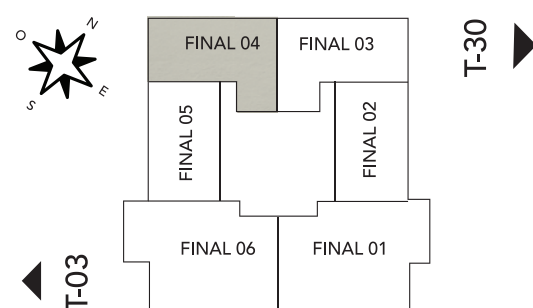 O
N
S
E
FINAL 04
FINAL 03
T-30
FINAL 05
FINAL 02
FINAL 06
FINAL 01
T-03